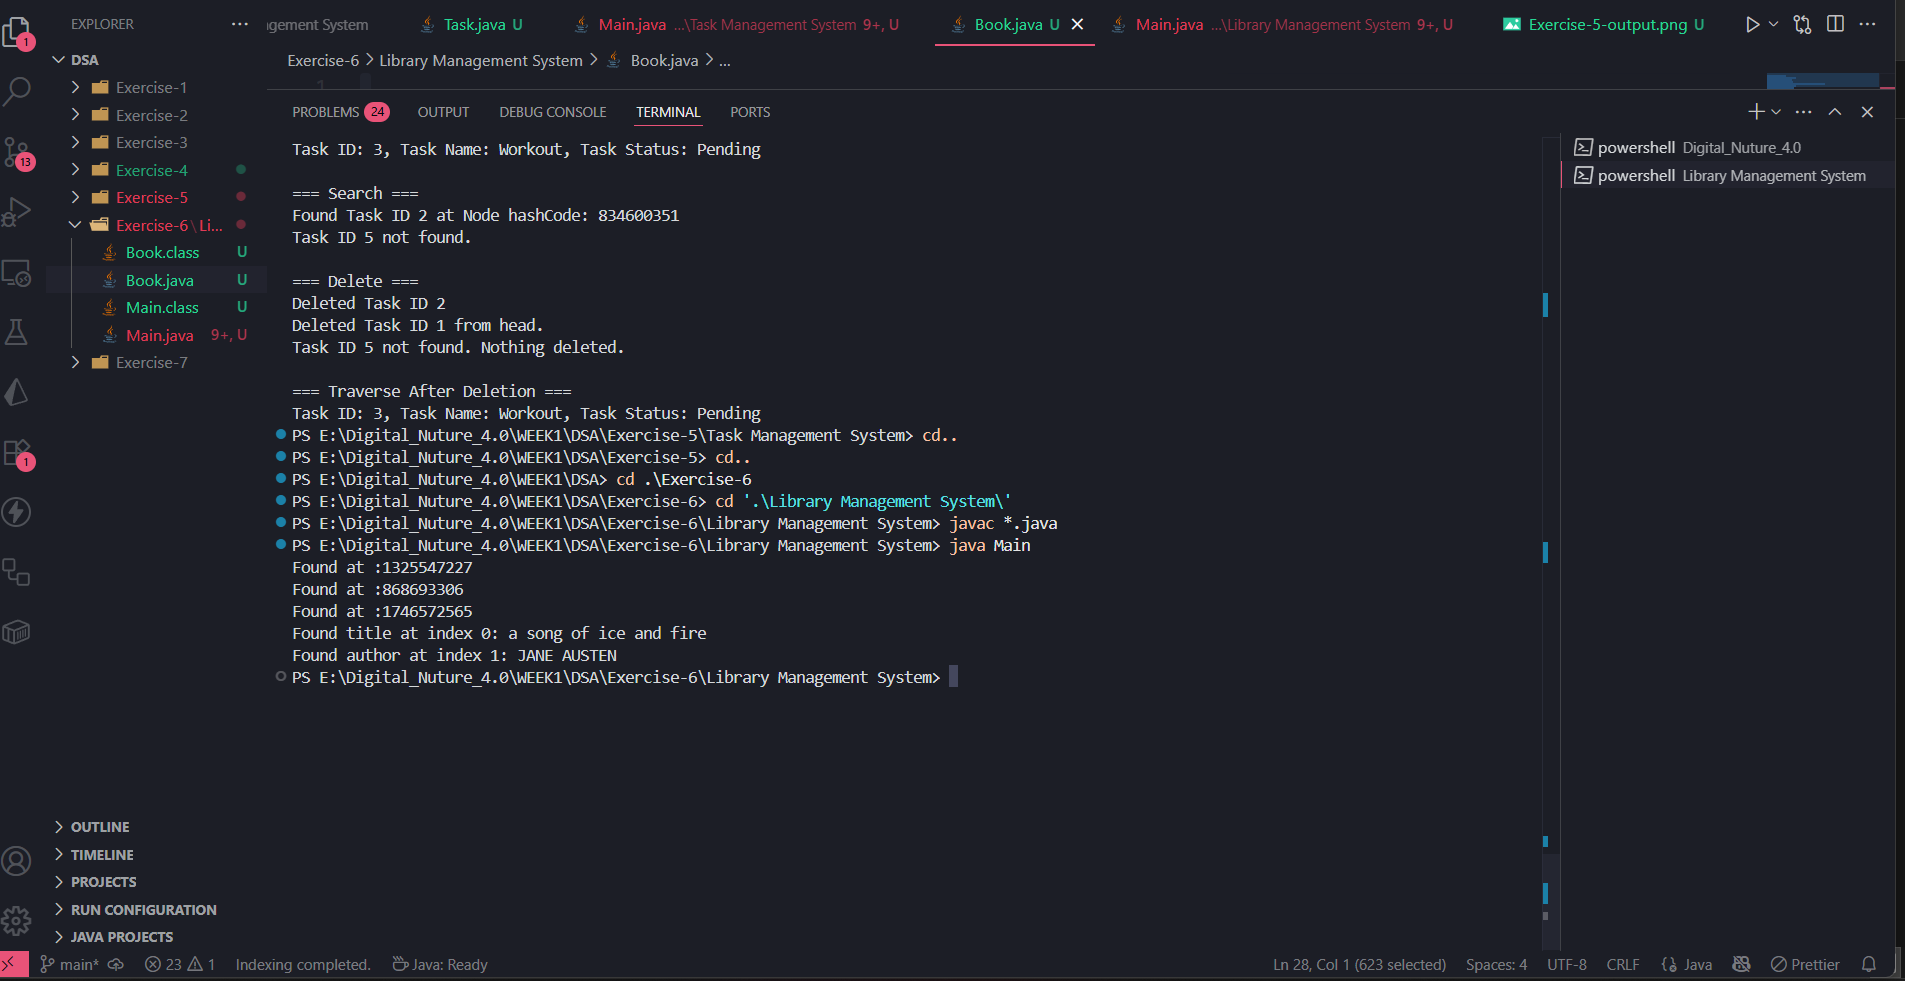 EXPLORER ···
gement System
Task.java U
Main.java ...\Task Management System 9+, U
Book.java U
Main.java ...\Library Management System 9+, U
Exercise-5-output.png U
1
Exercise-6 > Library Management System > Book.java > ...
1
DSA
Exercise-1
Exercise-2
Exercise-3
Exercise-4
Exercise-5
Exercise-6\Li...
Book.class U
Book.java U
Main.class U
Main.java 9+, U
Exercise-7
13
1
PROBLEMS 24 OUTPUT DEBUG CONSOLE TERMINAL PORTS
Task ID: 3, Task Name: Workout, Task Status: Pending
=== Search ===
Found Task ID 2 at Node hashCode: 834600351
Task ID 5 not found.
=== Delete ===
Deleted Task ID 2
Deleted Task ID 1 from head.
Task ID 5 not found. Nothing deleted.
=== Traverse After Deletion ===
Task ID: 3, Task Name: Workout, Task Status: Pending
PS E:\Digital_Nuture_4.0\WEEK1\DSA\Exercise-5\Task Management System> cd..
PS E:\Digital_Nuture_4.0\WEEK1\DSA\Exercise-5> cd..
PS E:\Digital_Nuture_4.0\WEEK1\DSA> cd .\Exercise-6
PS E:\Digital_Nuture_4.0\WEEK1\DSA\Exercise-6> cd '.\Library Management System\'
PS E:\Digital_Nuture_4.0\WEEK1\DSA\Exercise-6\Library Management System> javac *.java
PS E:\Digital_Nuture_4.0\WEEK1\DSA\Exercise-6\Library Management System> java Main
Found at :1325547227
Found at :868693306
Found at :1746572565
Found title at index 0: a song of ice and fire
Found author at index 1: JANE AUSTEN
PS E:\Digital_Nuture_4.0\WEEK1\DSA\Exercise-6\Library Management System>
powershell Digital_Nuture_4.0
powershell Library Management System
OUTLINE
TIMELINE
PROJECTS
RUN CONFIGURATION
JAVA PROJECTS
main* 23 1 Indexing completed. Java: Ready
Ln 28, Col 1 (623 selected) Spaces: 4 UTF-8 CRLF Java Prettier